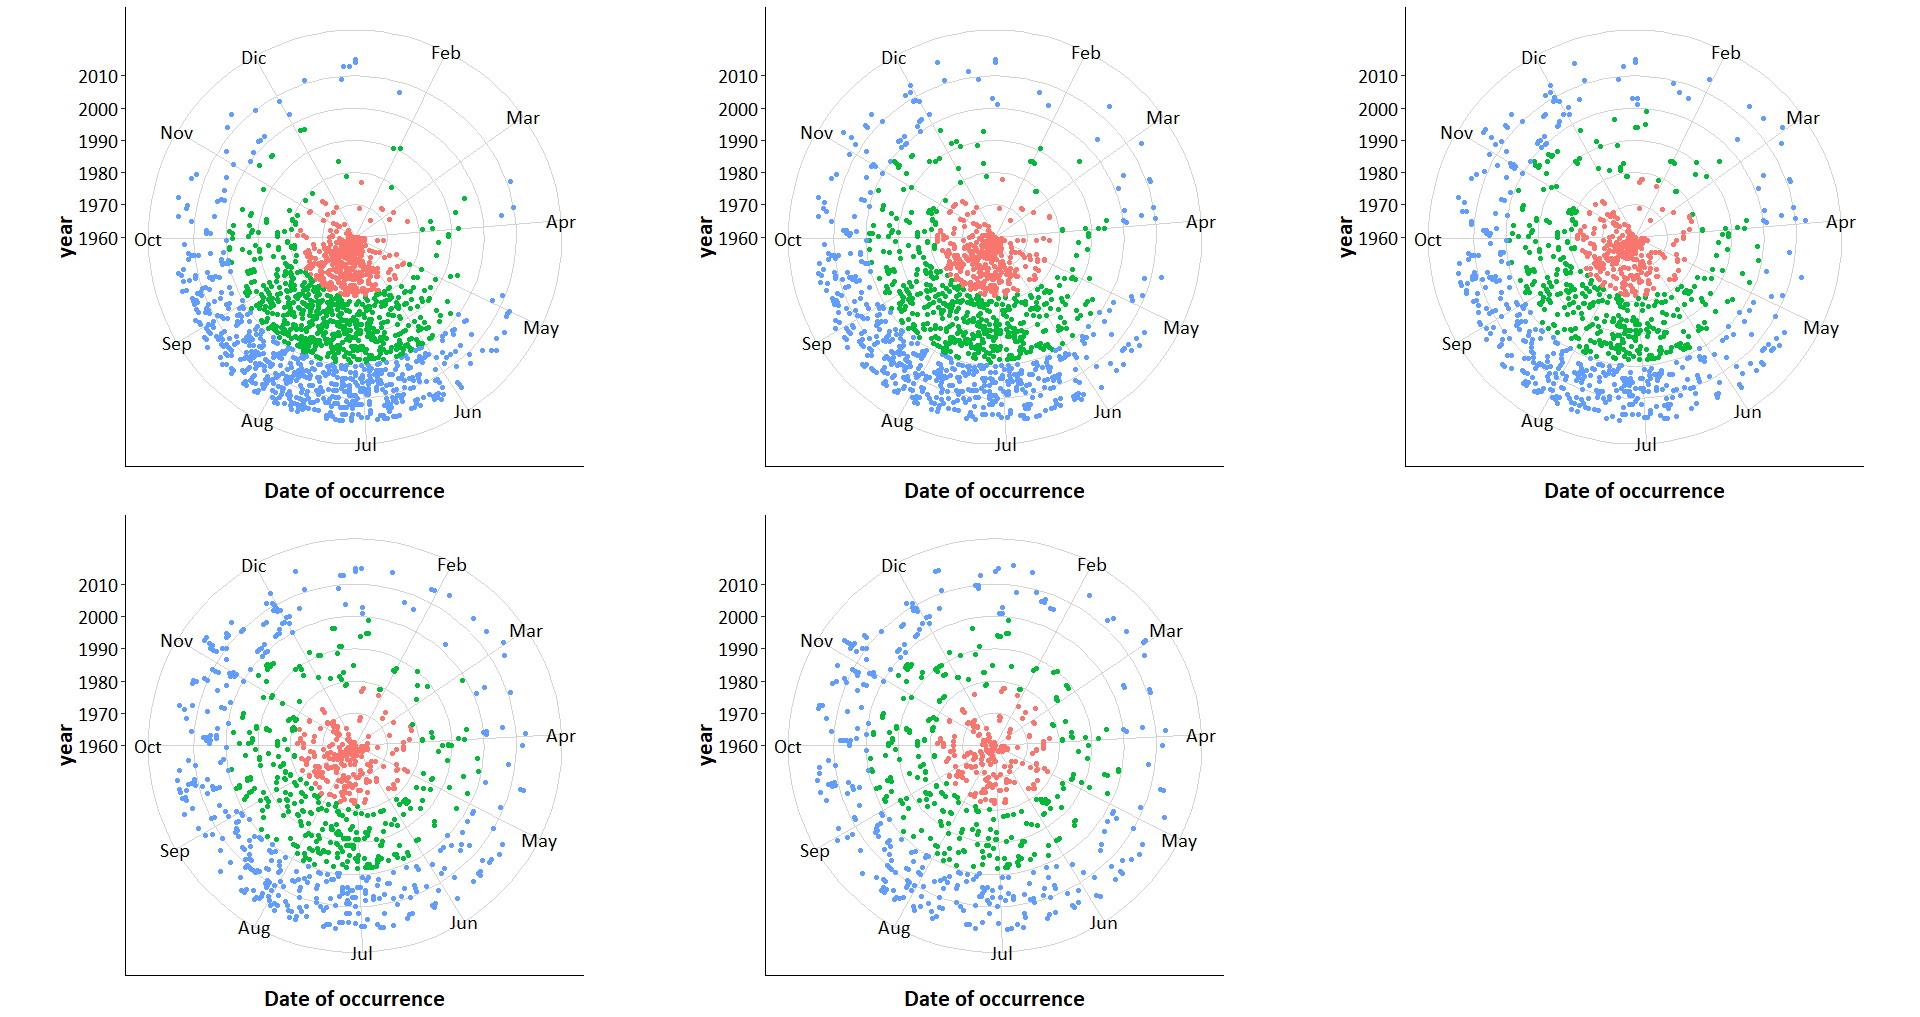 Dic
Feb
Mar
Apr
May
Jun
Jul
Aug
Sep
Oct
Nov
2010
2000
1990
1980
1970
1960
year
Date of occurrence
Dic
Feb
Mar
Apr
May
Jun
Jul
Aug
Sep
Oct
Nov
2010
2000
1990
1980
1970
1960
year
Date of occurrence
Dic
Feb
Mar
Apr
May
Jun
Jul
Aug
Sep
Oct
Nov
2010
2000
1990
1980
1970
1960
year
Date of occurrence
Dic
Feb
Mar
Apr
May
Jun
Jul
Aug
Sep
Oct
Nov
2010
2000
1990
1980
1970
1960
year
Date of occurrence
Dic
Feb
Mar
Apr
May
Jun
Jul
Aug
Sep
Oct
Nov
2010
2000
1990
1980
1970
1960
year
Date of occurrence